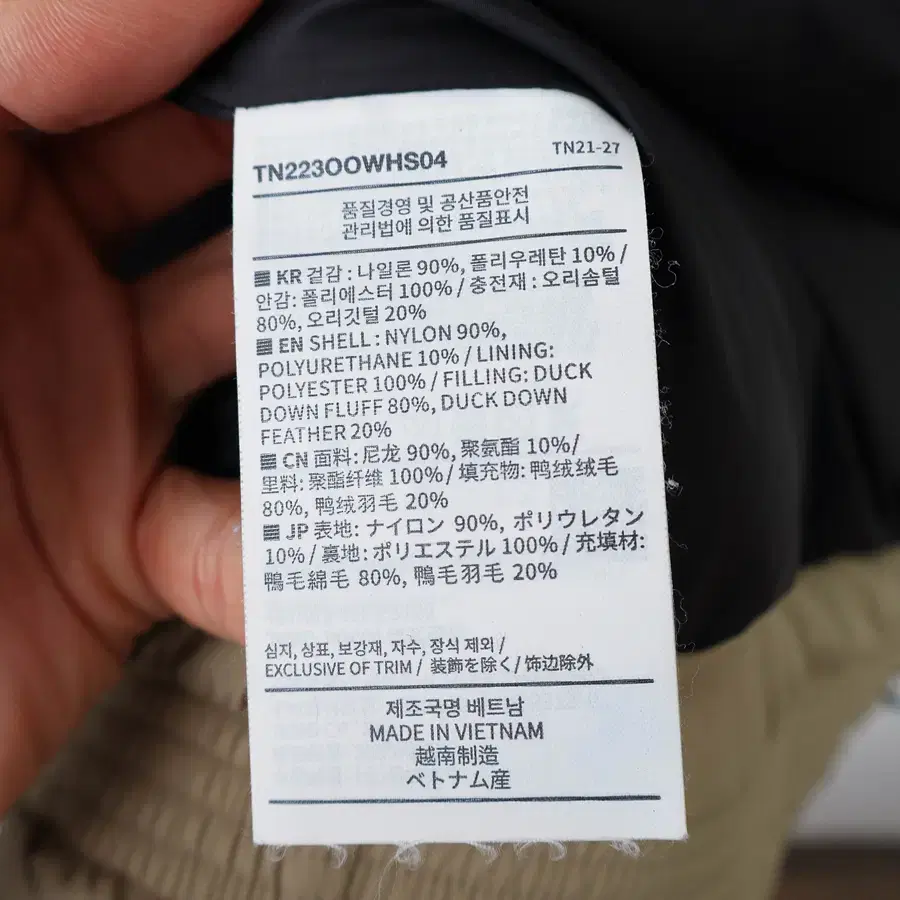 TN223OOWHS04
TN21-27
품질경영 및 공산품안전
관리법에 의한 품질표시
KR 겉감 : 나일론 90%, 폴리우레탄 10% /
안감: 폴리에스터 100% / 충전재 : 오리솜털
80%, 오리깃털 20%
EN SHELL : NYLON 90%,
POLYURETHANE 10% / LINING:
POLYESTER 100% / FILLING: DUCK
DOWN FLUFF 80%, DUCK DOWN
FEATHER 20%
CN 面料: 尼龙 90%, 聚氨酯 10%/
里料: 聚酯纤维 100% / 填充物: 鸭绒绒毛
80%, 鸭绒羽毛 20%
JP 表地: ナイロン 90%, ポリウレタン
10% / 裏地: ポリエステル 100% / 充填材:
鴨毛綿毛 80%, 鴨毛羽毛 20%
심지, 상표, 보강재, 자수, 장식 제외 /
EXCLUSIVE OF TRIM / 装飾を除く / 饰边除外
제조국명 베트남
MADE IN VIETNAM
越南制造
ベトナム産